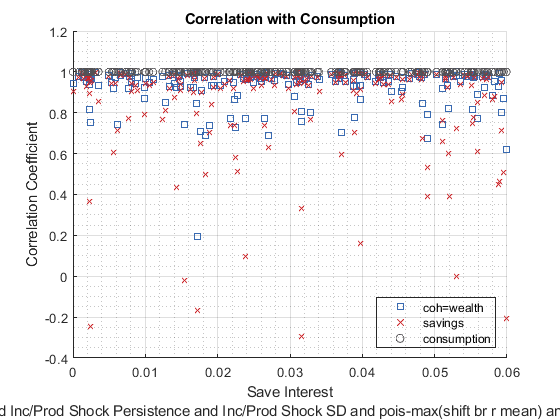 Correlation with Consumption
1.2
1
0.8
0.6
0.4
0.2
0
-0.2
-0.4
Correlation Coefficient
coh=wealth
savings
consumption
0 0.01 0.02 0.03 0.04 0.05 0.06
Save Interest
d Inc/Prod Shock Persistence and Inc/Prod Shock SD and pois-max(shift br r mean) ar